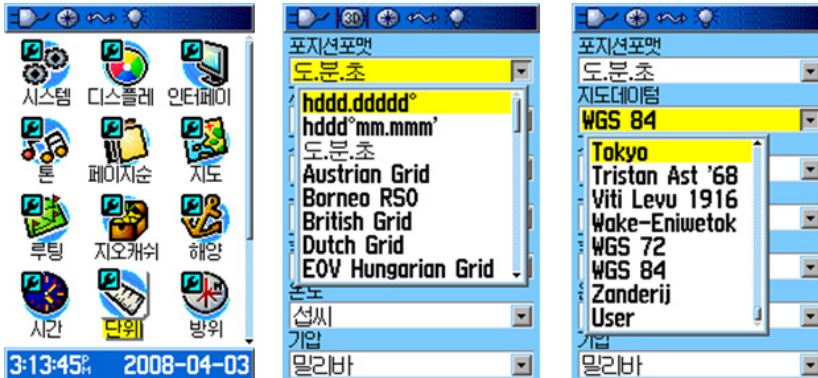 시스템 디스플레 인터페이
톤 페이지순 지도
루팅 지오캐쉬 해양
시간 단위 방위
3:13:45PM 2008-04-03
포지션포맷
도.분.초
hddd.ddddd°
hddd°mm.mmm'
도.분.초
Austrian Grid
Borneo RSO
British Grid
Dutch Grid
EOV Hungarian Grid
온도
섭씨
기압
밀리바
포지션포맷
도.분.초
지도데이텀
WGS 84
Tokyo
Tristan Ast '68
Viti Levu 1916
Wake-Eniwetok
WGS 72
WGS 84
Zanderij
User
기압
밀리바